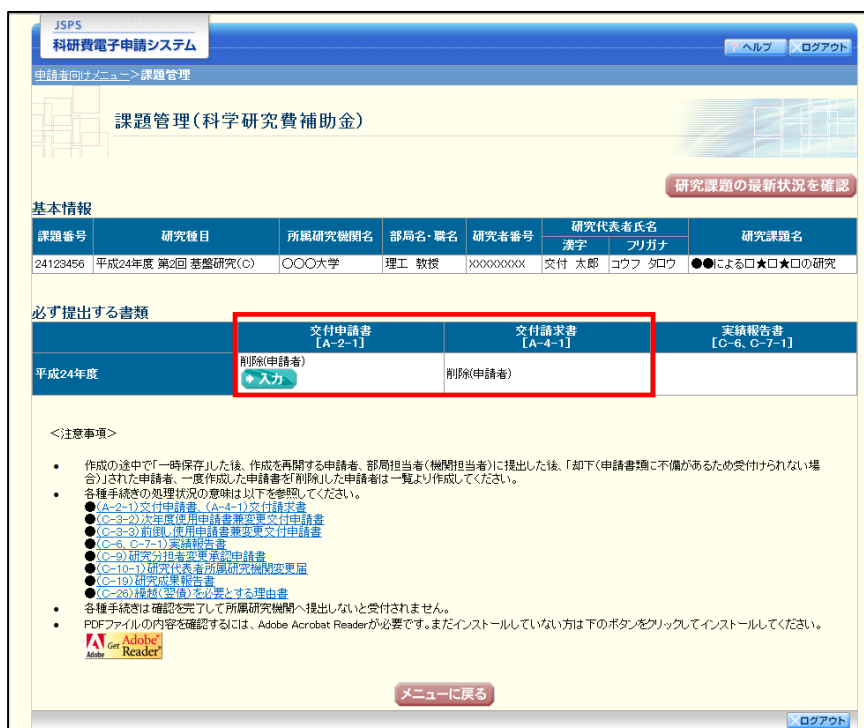 JSPS
科研費電子申請システム
? ヘルプ
×ログアウト
申請者向けメニュー>課題管理
課題管理(科学研究費補助金)
研究課題の最新状況を確認
基本情報
課題番号 研究種目 所属研究機関名 部局名・職名 研究者番号 研究代表者氏名 研究課題名
漢字 フリガナ
24123456 平成24年度 第2回 基盤研究(C) 〇〇〇大学 理工 教授 XXXXXXXX 交付 太郎 コウフ タロウ ●●による□★□★□の研究
必ず提出する書類
交付申請書 交付請求書 実績報告書
[A-2-1] [A-4-1] [C-6、C-7-1]
平成24年度 削除(申請者) 削除(申請者)
入力
<注意事項>
• 作成の途中で「一時保存」した後、作成を再開する申請者、部局担当者(機関担当者)に提出した後、「却下(申請書類に不備があるため受付けられない場
合)」された申請者、一度作成した申請書を「削除」した申請者は一覧より作成してください。
• 各種手続きの処理状況の意味は以下を参照してください。
●(A-2-1)交付申請書、(A-4-1)交付請求書
●(C-3-2)次年度使用申請書兼変更交付申請書
●(C-3-3)前倒し使用申請書兼変更交付申請書
●(C-6、C-7-1)実績報告書
●(C-9)研究分担者変更承認申請書
●(C-10-1)研究代表者所属研究機関変更届
●(C-19)研究成果報告書
●(C-26)繰越(翌債)を必要とする理由書
• 各種手続きは確認を完了して所属研究機関へ提出しないと受付されません。
• PDFファイルの内容を確認するには、Adobe Acrobat Readerが必要です。まだインストールしていない方は下のボタンをクリックしてインストールしてください。
Adobe Get Adobe® Reader®
メニューに戻る
×ログアウト